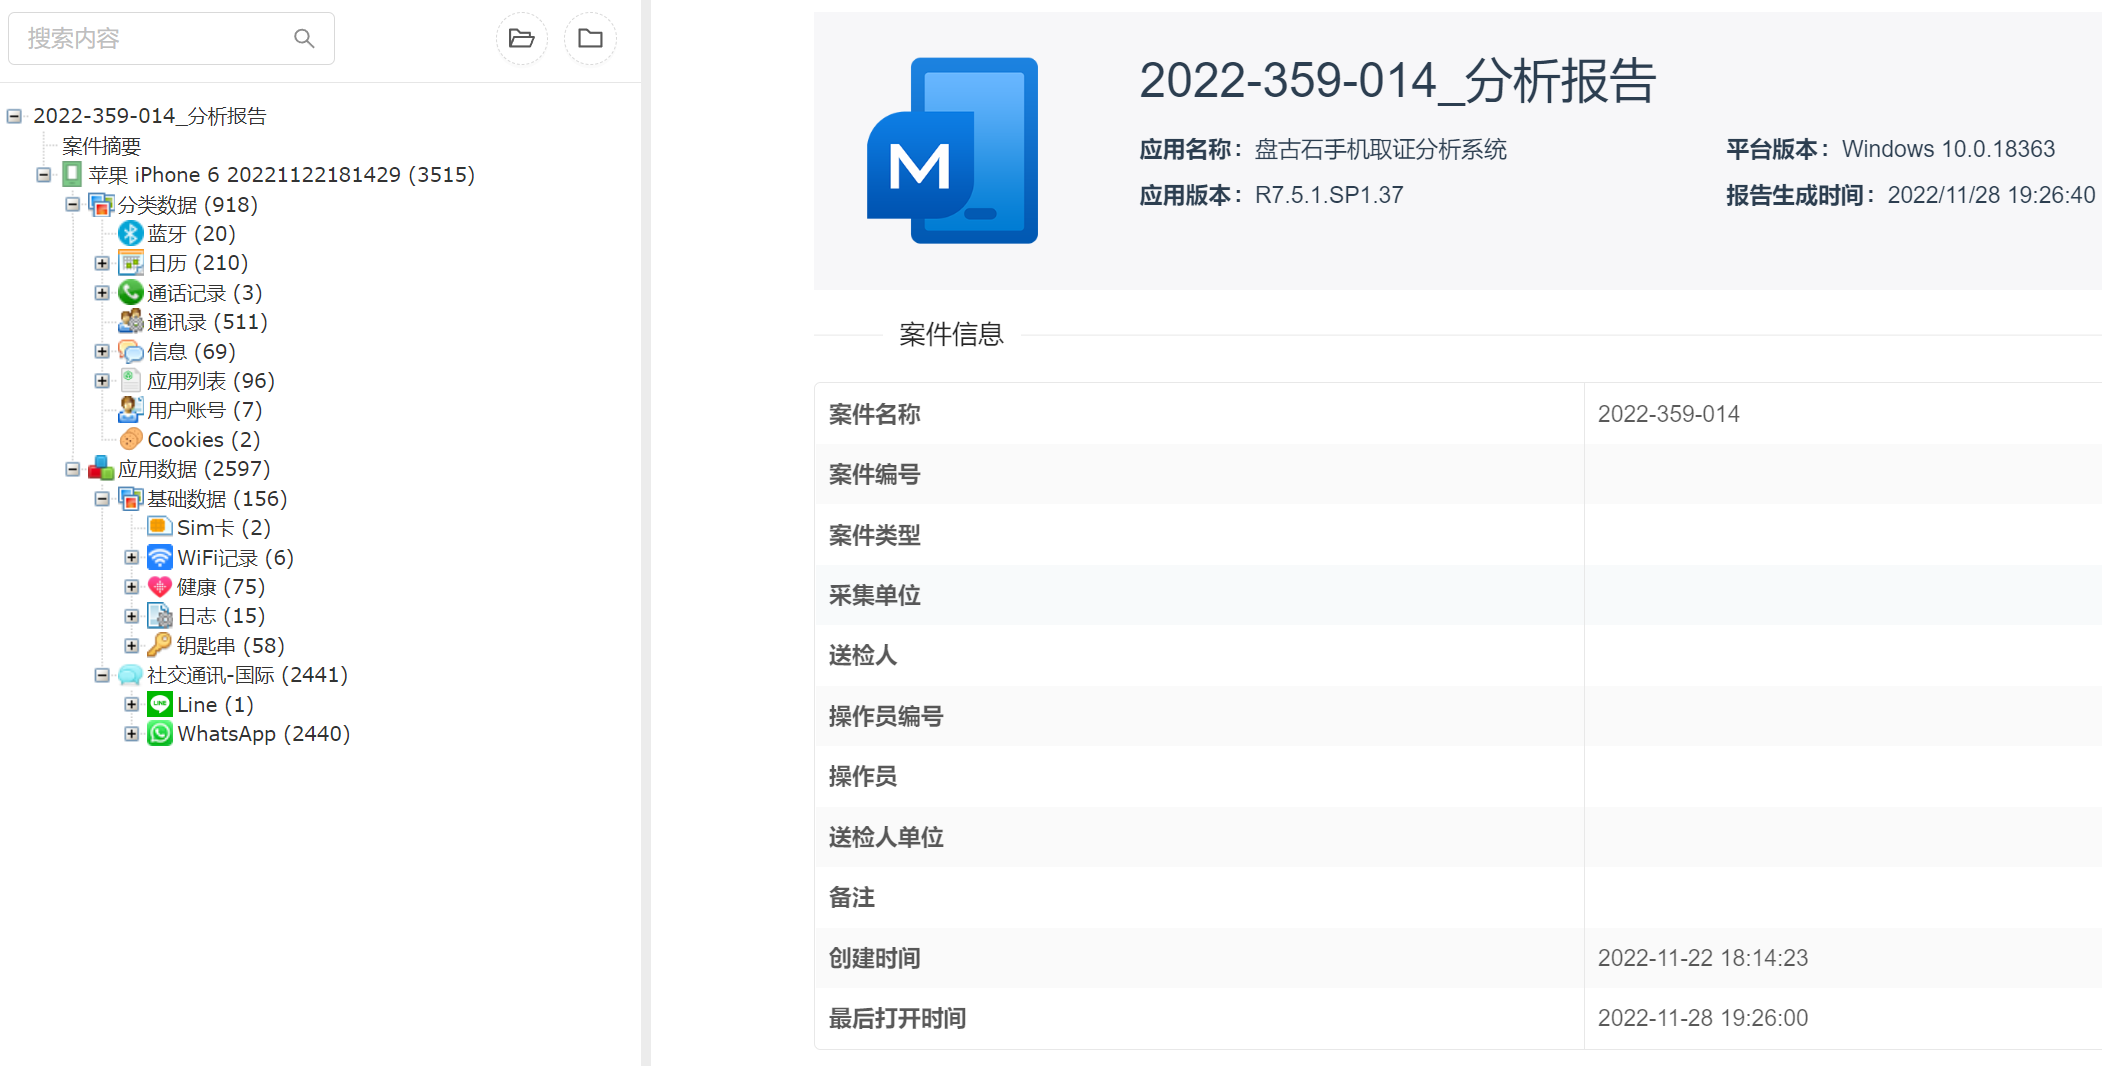 搜索内容
2022-359-014_分析报告
案件摘要
苹果 iPhone 6 20221122181429 (3515)
分类数据 (918)
蓝牙 (20)
日历 (210)
通话记录 (3)
通讯录 (511)
信息 (69)
应用列表 (96)
用户账号 (7)
Cookies (2)
应用数据 (2597)
基础数据 (156)
Sim卡 (2)
WiFi记录 (6)
健康 (75)
日志 (15)
钥匙串 (58)
社交通讯-国际 (2441)
LINE Line (1)
WhatsApp (2440)
M
2022-359-014_分析报告
应用名称： 盘古石手机取证分析系统 平台版本： Windows 10.0.18363
应用版本： R7.5.1.SP1.37 报告生成时间： 2022/11/28 19:26:40
案件信息
案件名称 2022-359-014
案件编号
案件类型
采集单位
送检人
操作员编号
操作员
送检人单位
备注
创建时间 2022-11-22 18:14:23
最后打开时间 2022-11-28 19:26:00